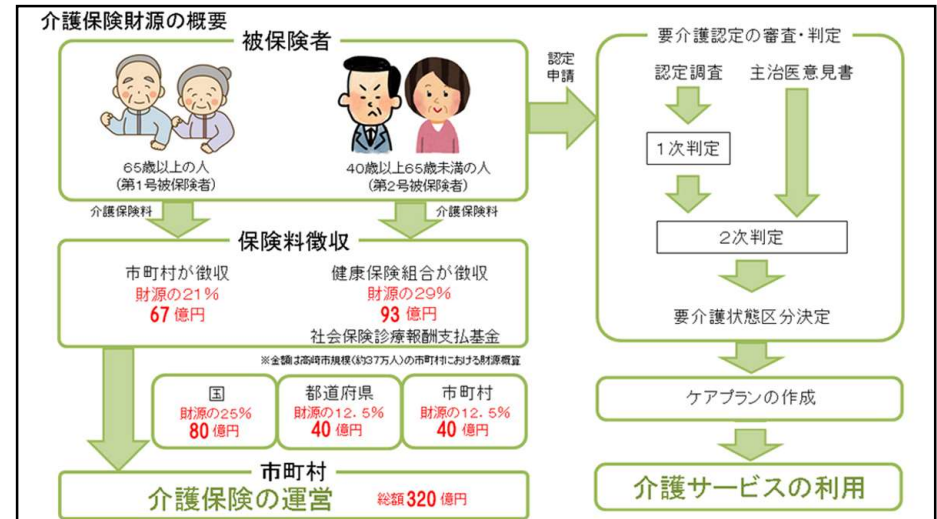 介護保険財源の概要
被保険者
65歳以上の人
(第1号被保険者)
40歳以上65歳未満の人
(第2号被保険者)
介護保険料
介護保険料
保険料徴収
市町村が徴収
財源の21%
67億円
健康保険組合が徴収
財源の29%
93億円
社会保険診療報酬支払基金
※金額は高崎市規模(約37万人)の市町村における財源概算
国
財源の25%
80億円
都道府県
財源の12.5%
40億円
市町村
財源の12.5%
40億円
市町村
介護保険の運営 総額320億円
認定
申請
要介護認定の審査・判定
認定調査 主治医意見書
1次判定
2次判定
要介護状態区分決定
ケアプランの作成
介護サービスの利用